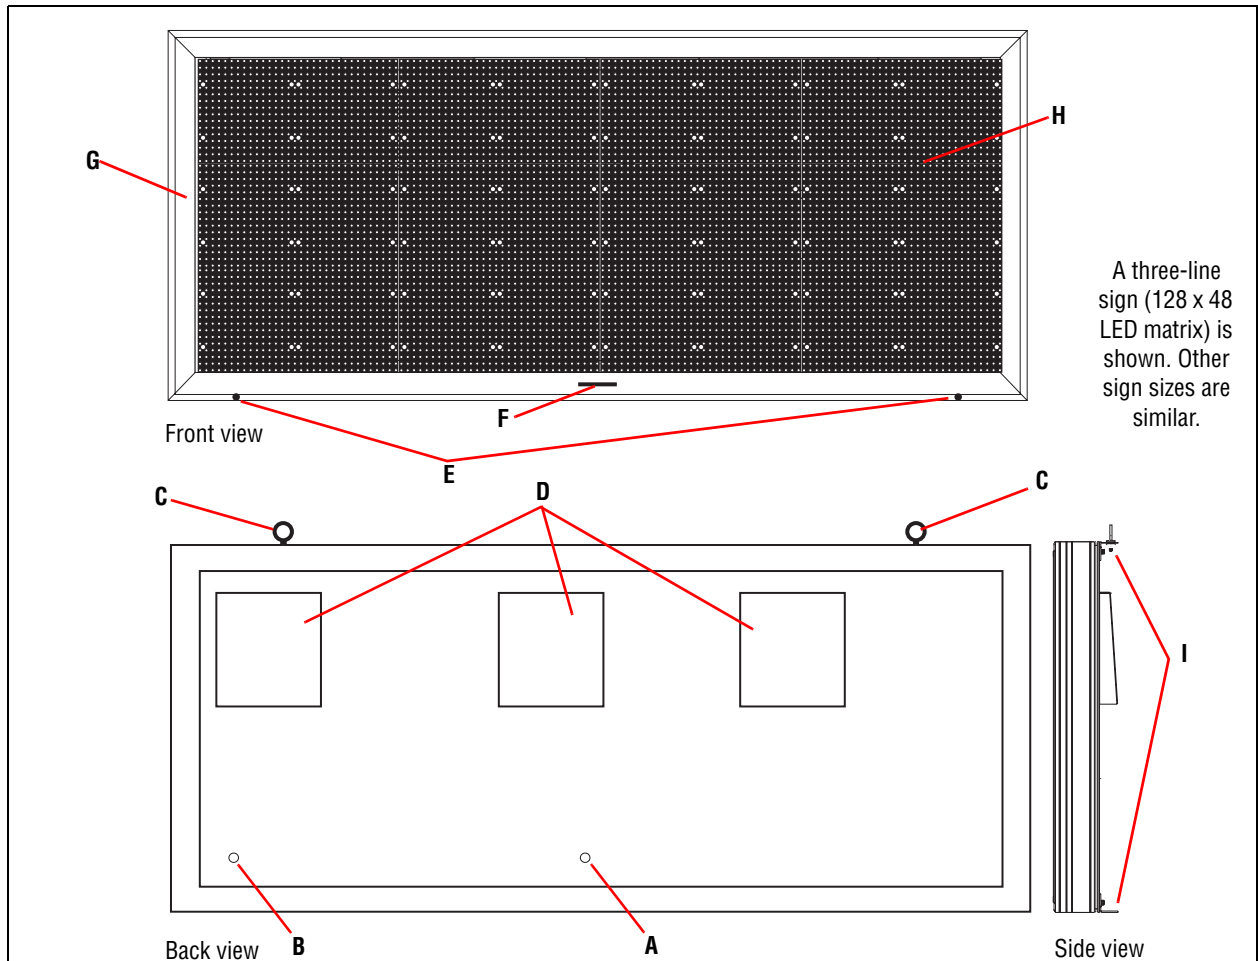 H
G
A three-line
sign (128 x 48
LED matrix) is
shown. Other
sign sizes are
similar.
F
Front view
E
C
D
C
I
B
A
Back view
Side view